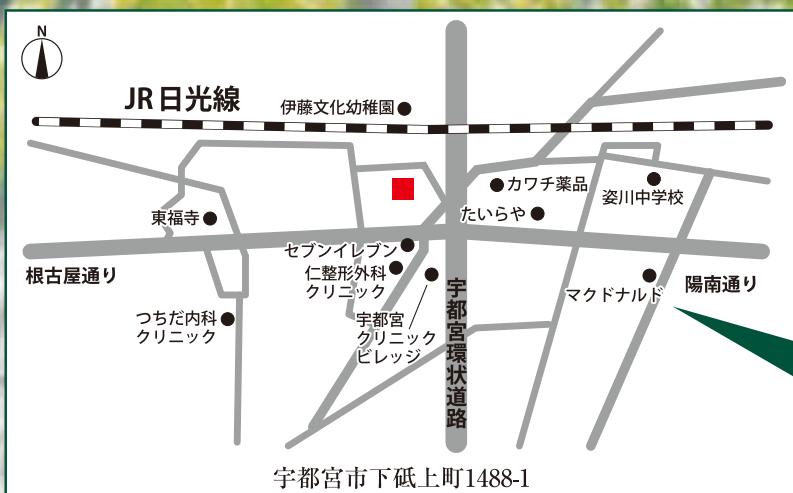 N
JR日光線
伊藤文化幼稚園
カワチ薬品
姿川中学校
たいらや
東福寺
セブンイレブン
根古屋通り
仁整形外科
クリニック
陽南通り
マクドナルド
宇都宮環状道路
つちだ内科
クリニック
宇都宮
クリニック
ビレッジ
宇都宮市下砥上町1488-1